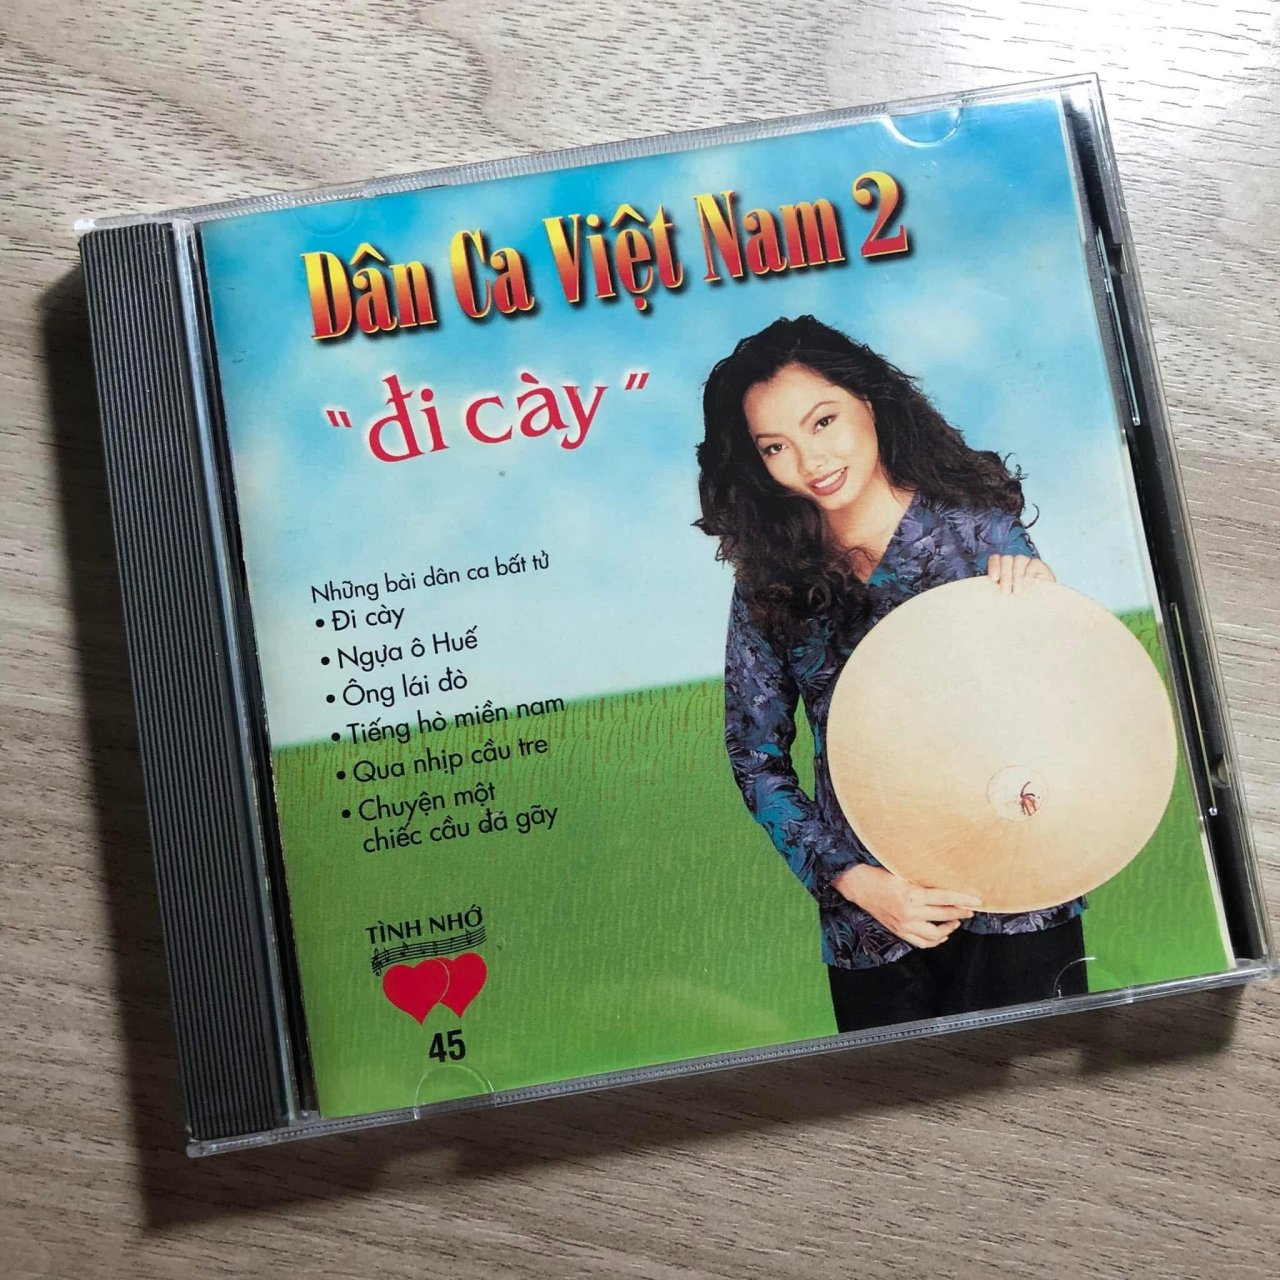 Dân Ca Việt Nam 2
"đi cày"
Những bài dân ca bất tử
• Đi cày
• Ngựa ô Huế
• Ông lái đò
• Tiếng hò miền nam
• Qua nhịp cầu tre
• Chuyện một
chiếc cầu đã gãy
TÌNH NHỚ
45